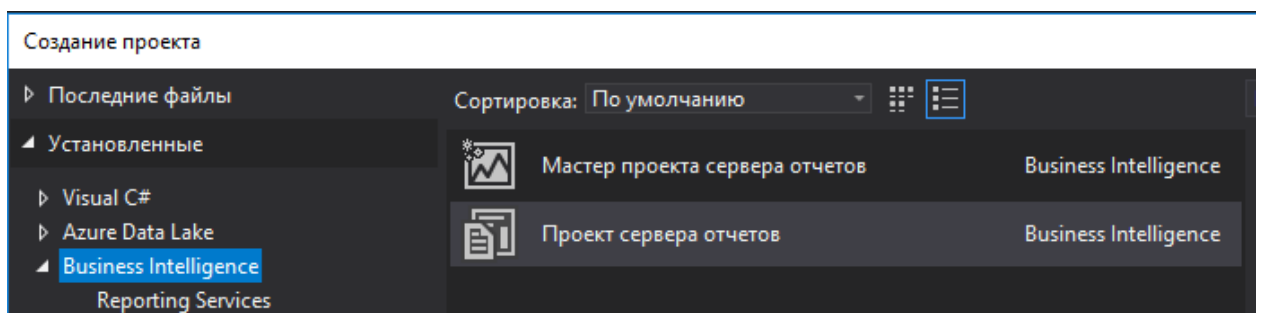 Создание проекта
Последние файлы
Установленные
Visual C#
Azure Data Lake
Business Intelligence
Reporting Services
Сортировка: По умолчанию
Мастер проекта сервера отчетов Business Intelligence
Проект сервера отчетов Business Intelligence